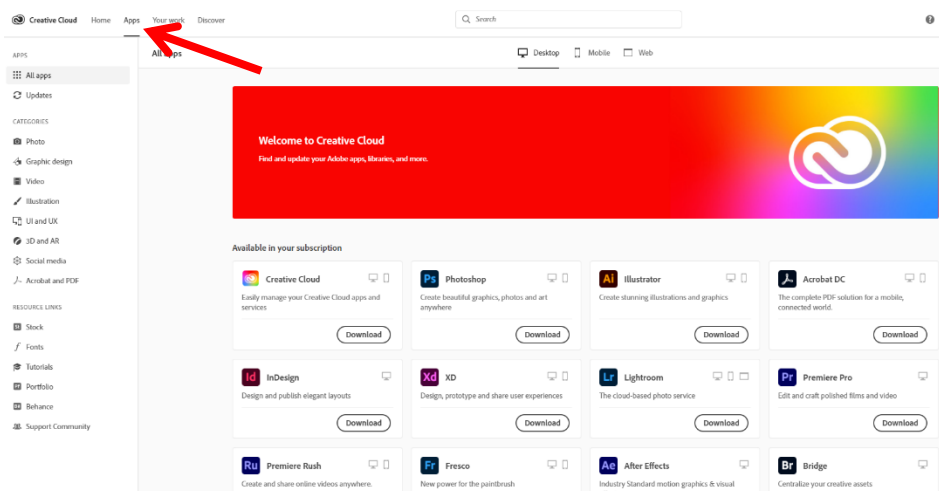 Creative Cloud Home Apps Your work Discover
Search
APPS
All apps
Updates
CATEGORIES
Photo
Graphic design
Video
Illustration
UI and UX
3D and AR
Social media
Acrobat and PDF
RESOURCE LINKS
St Stock
Fonts
Tutorials
Portfolio
Behance
Support Community
All apps
Desktop Mobile Web
Welcome to Creative Cloud
Find and update your Adobe apps, libraries, and more.
Available in your subscription
Creative Cloud
Easily manage your Creative Cloud apps and
services
Download
Ps Photoshop
Create beautiful graphics, photos and art
anywhere
Download
Ai Illustrator
Create stunning illustrations and graphics
Download
Acrobat DC
The complete PDF solution for a mobile,
connected world.
Download
Id InDesign
Design and publish elegant layouts
Download
Xd XD
Design, prototype and share user experiences
Download
Lr Lightroom
The cloud-based photo service
Download
Pr Premiere Pro
Edit and craft polished films and video
Download
Ru Premiere Rush
Create and share online videos anywhere.
Fr Fresco
New power for the paintbrush
Ae After Effects
Industry Standard motion graphics & visual
Br Bridge
Centralize your creative assets